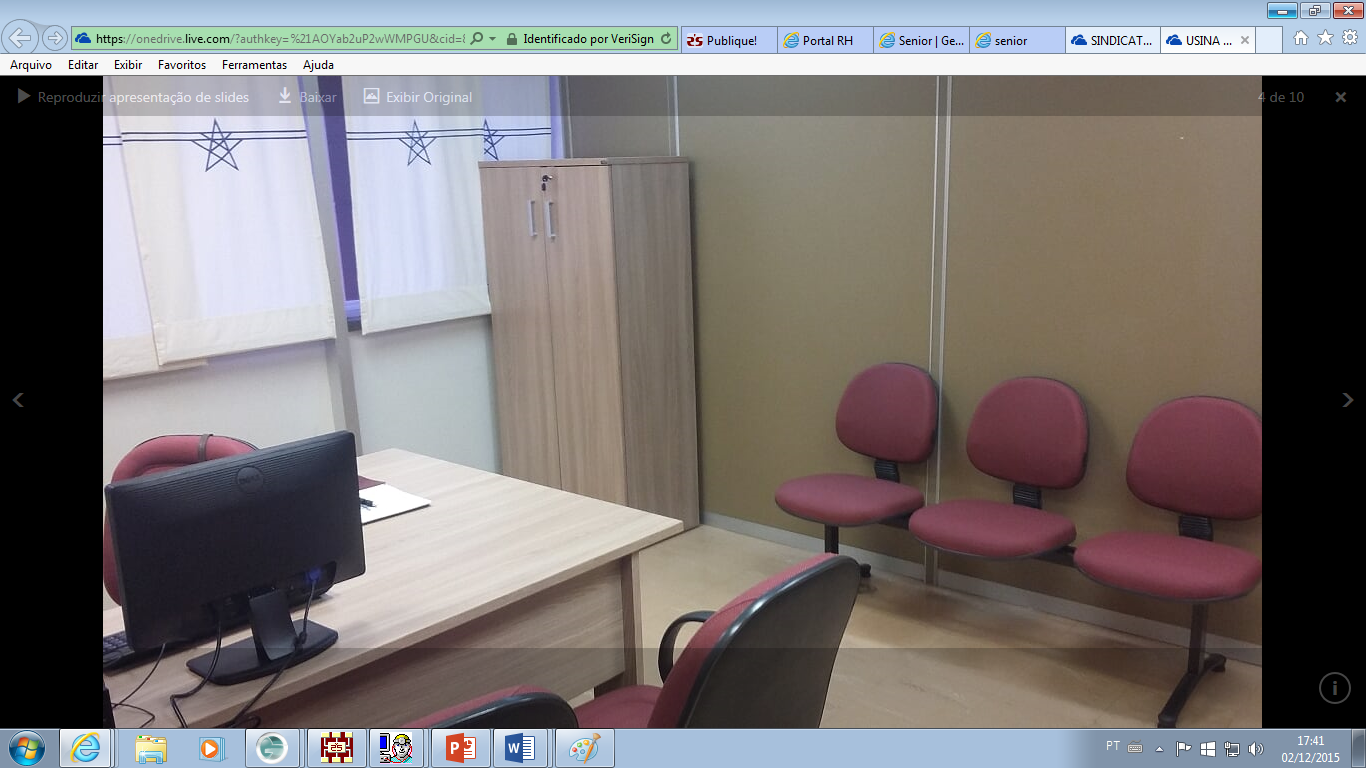 https://onedrive.live.com/?authkey=%21AOYab2uP2wWMPGU&cid=8
Identificado por VeriSign
Publique!
Portal RH
Senior | Ge...
senior
SINDICAT...
USINA ...
Arquivo Editar Exibir Favoritos Ferramentas Ajuda
Reproduzir apresentação de slides Baixar Exibir Original 4 de 10
PT
17:41
02/12/2015